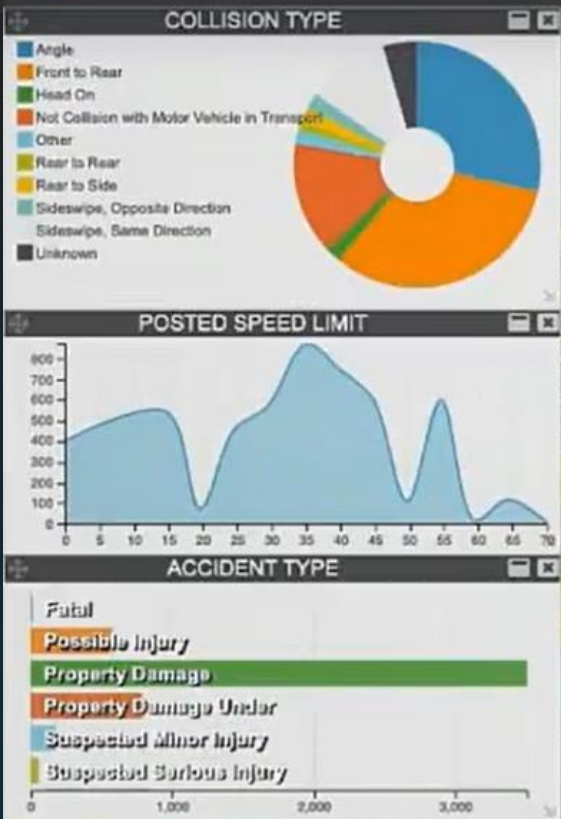 COLLISION TYPE
Angle
Front to Rear
Head On
Not Collision with Motor Vehicle in Transport
Other
Rear to Rear
Rear to Side
Sideswipe, Opposite Direction
Sideswipe, Same Direction
Unknown
POSTED SPEED LIMIT
800
700
600
500
400
300
200
100
0
0 5 10 15 20 25 30 35 40 45 50 55 60 65 70
ACCIDENT TYPE
Fatal
Possible Injury
Property Damage
Property Damage Under
Suspected Minor Injury
Suspected Serious Injury
0 1,000 2,000 3,000